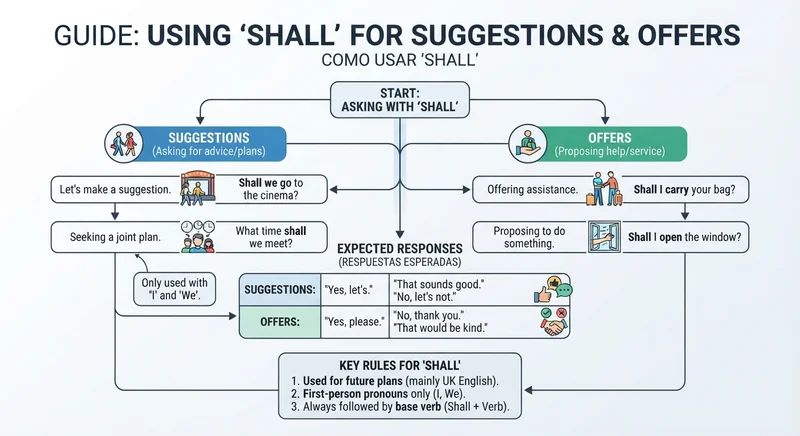 GUIDE: USING ‘SHALL’ FOR SUGGESTIONS & OFFERS
COMO USAR ‘SHALL’
START:
ASKING WITH ‘SHALL’
SUGGESTIONS
(Asking for advice/plans)
OFFERS
(Proposing help/service)
Let's make a suggestion.
Shall we go to
the cinema?
Offering assistance.
Shall I carry your bag?
Seeking a joint plan.
What time shall
we meet?
Proposing to do
something.
Shall I open the window?
Only used with
"I' and 'We'.
EXPECTED RESPONSES
(RESPUESTAS ESPERADAS)
SUGGESTIONS:
"Yes, let's."
"That sounds good."
"No, let's not."
OFFERS:
"Yes, please."
"No, thank you."
"That would be kind."
KEY RULES FOR 'SHALL'
1. Used for future plans (mainly UK English).
2. First-person pronouns only (I, We).
3. Always followed by base verb (Shall + Verb).